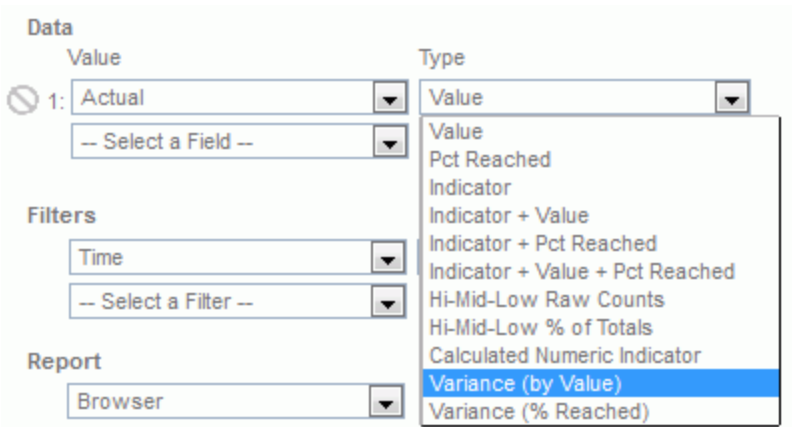 Data
Value Type
1: Actual Value
-- Select a Field -- Value
Pct Reached
Indicator
Filters Indicator + Value
Time Indicator + Pct Reached
Indicator + Value + Pct Reached
-- Select a Filter -- Hi-Mid-Low Raw Counts
Hi-Mid-Low % of Totals
Report Calculated Numeric Indicator
Browser Variance (by Value)
Variance (% Reached)